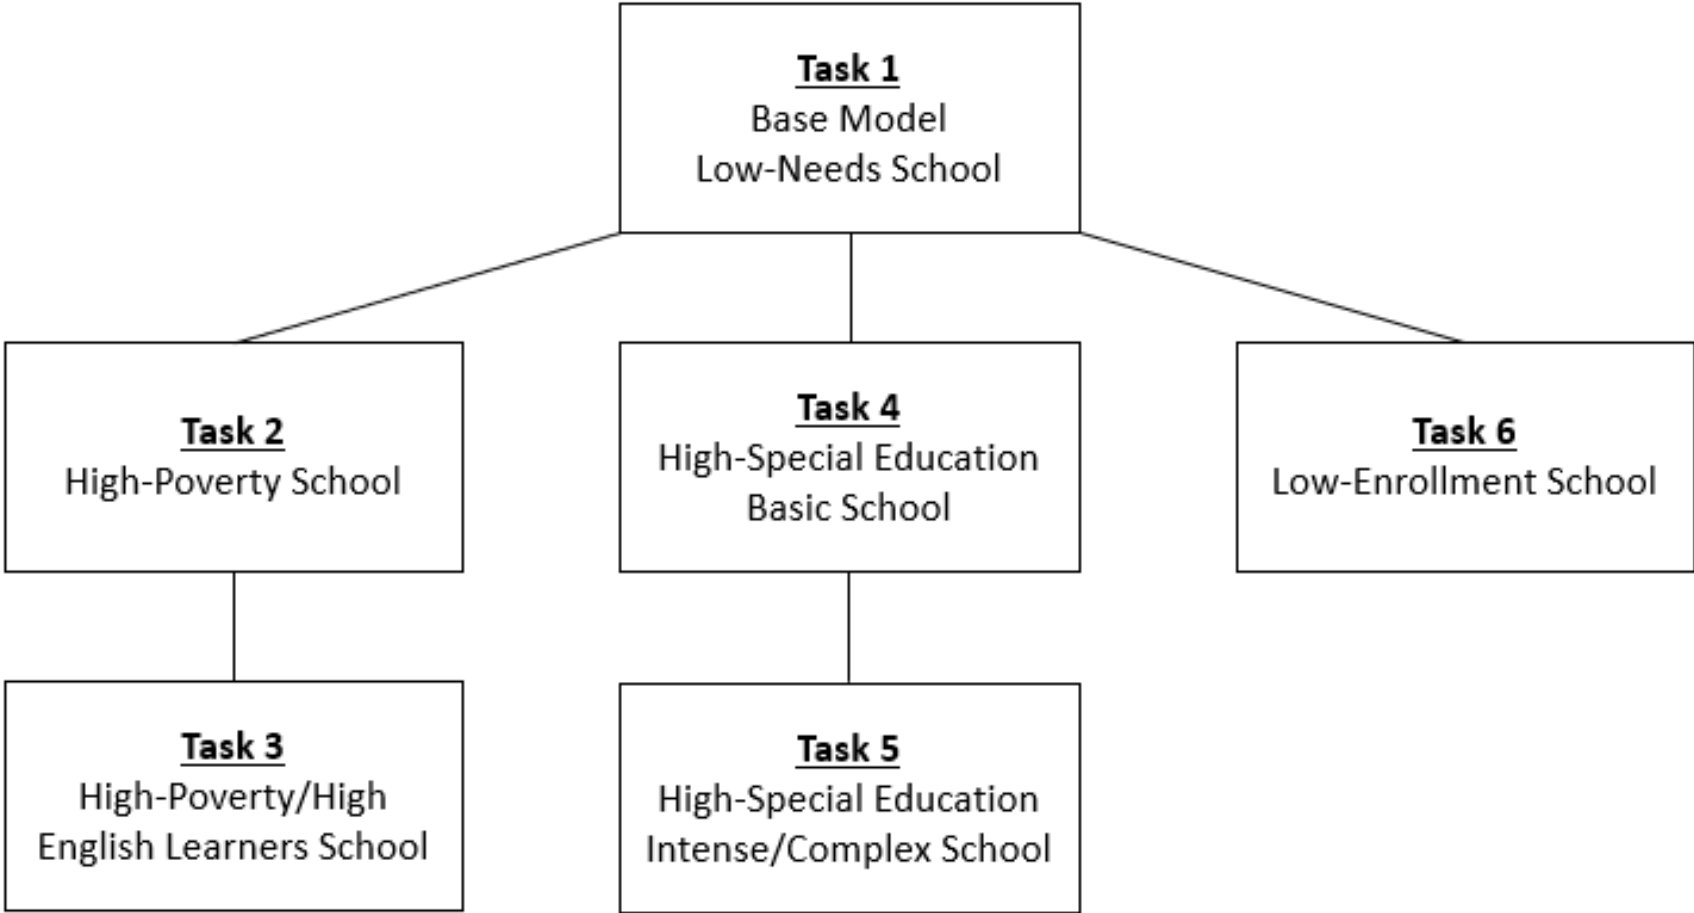 Task 1
Base Model
Low-Needs School
Task 2
High-Poverty School
Task 4
High-Special Education
Basic School
Task 6
Low-Enrollment School
Task 3
High-Poverty/High
English Learners School
Task 5
High-Special Education
Intense/Complex School